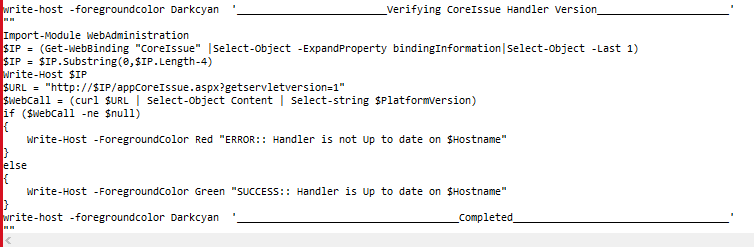 write-host -foregroundcolor Darkcyan  '________________________Verifying CoreIssue Handler Version_____________________'
""
Import-Module WebAdministration
$IP = (Get-WebBinding "CoreIssue" |Select-Object -ExpandProperty bindingInformation|Select-Object -Last 1)
$IP = $IP.Substring(0,$IP.Length-4)
Write-Host $IP
$URL = "http://$IP/appCoreIssue.aspx?getservletversion=1"
$WebCall = (curl $URL | Select-Object Content | Select-string $PlatformVersion)
if ($WebCall -ne $null)
{
    Write-Host -ForegroundColor Red "ERROR:: Handler is not Up to date on $Hostname"
}
else
{
    Write-Host -ForegroundColor Green "SUCCESS:: Handler is Up to date on $Hostname"
}
write-host -foregroundcolor Darkcyan  '____________________________________Completed___________________________________'
""